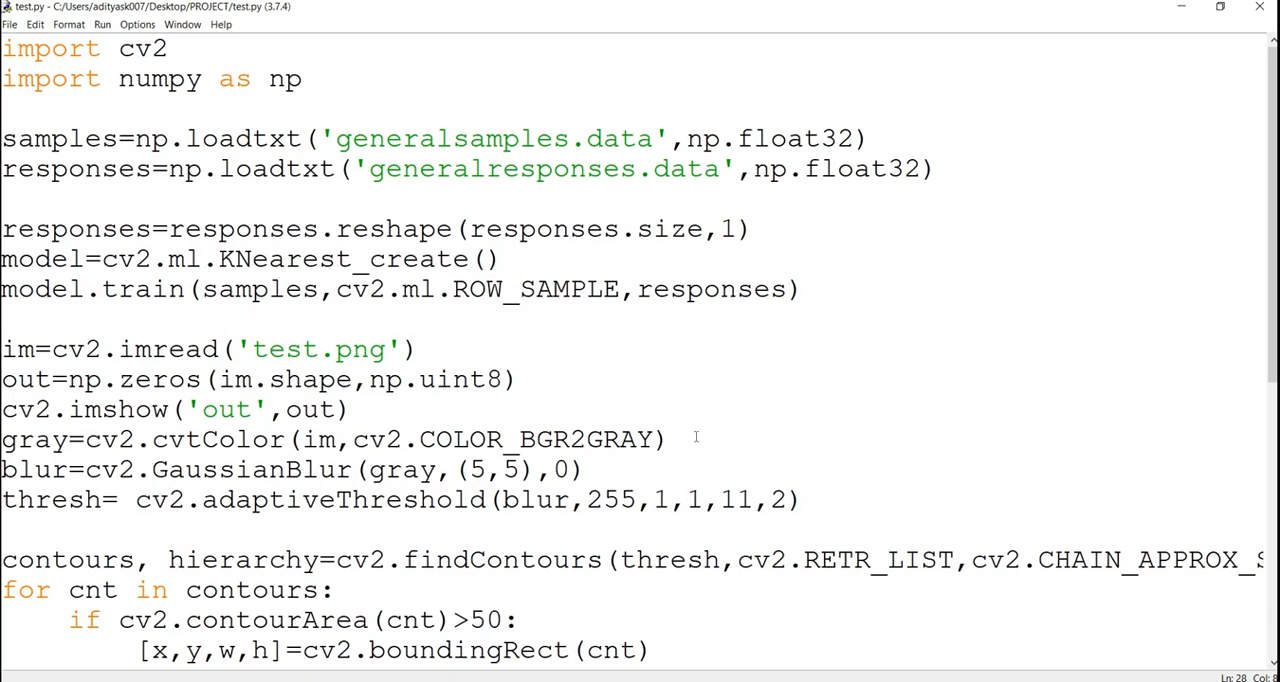 test.py - C:/Users/adityask007/Desktop/PROJECT/test.py (3.7.4)
File Edit Format Run Options Window Help
import cv2
import numpy as np
samples=np.loadtxt('generalsamples.data',np.float32)
responses=np.loadtxt('generalresponses.data',np.float32)
responses=responses.reshape(responses.size,1)
model=cv2.ml.KNearest_create()
model.train(samples,cv2.ml.ROW_SAMPLE,responses)
im=cv2.imread('test.png')
out=np.zeros(im.shape,np.uint8)
cv2.imshow('out',out)
gray=cv2.cvtColor(im,cv2.COLOR_BGR2GRAY)
blur=cv2.GaussianBlur(gray,(5,5),0)
thresh= cv2.adaptiveThreshold(blur,255,1,1,11,2)
contours, hierarchy=cv2.findContours(thresh,cv2.RETR_LIST,cv2.CHAIN_APPROX_S
for cnt in contours:
    if cv2.contourArea(cnt)>50:
        [x,y,w,h]=cv2.boundingRect(cnt)
Ln: 28 Col: 8